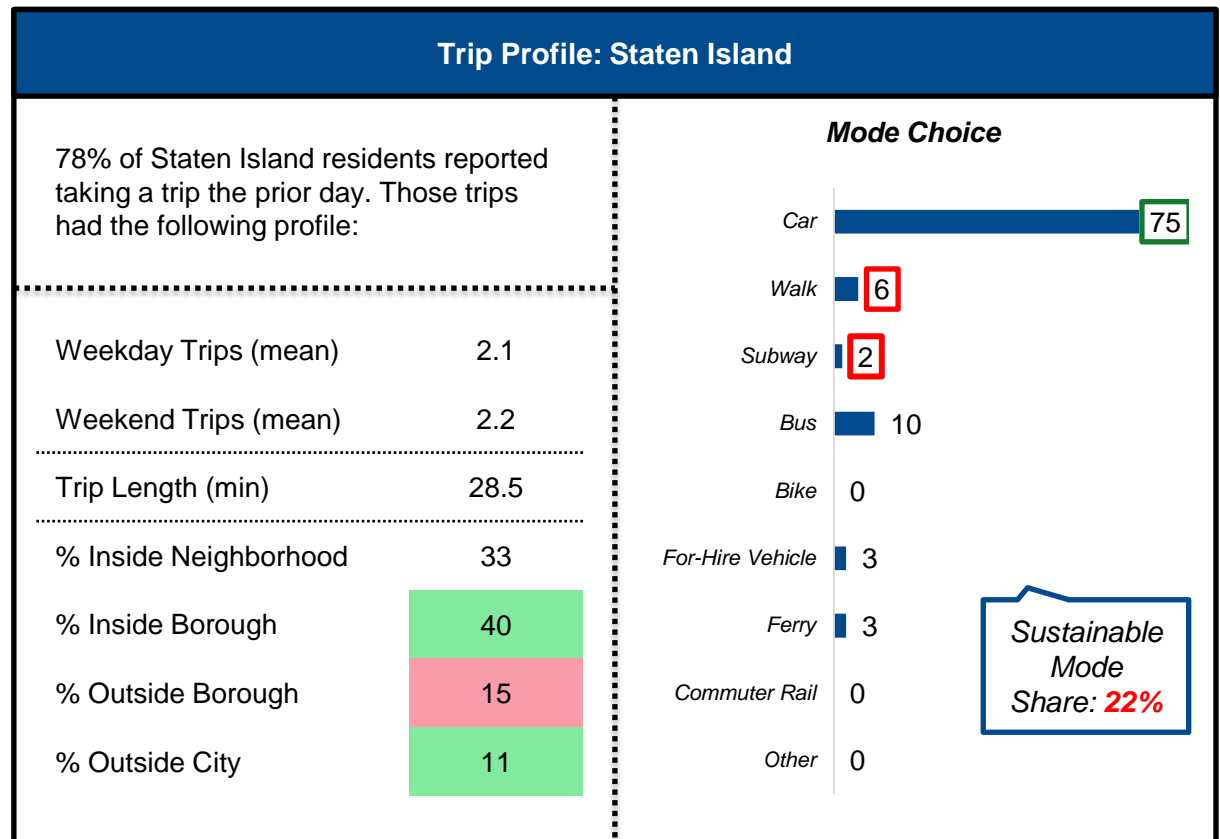 Trip Profile: Staten Island
78% of Staten Island residents reported
taking a trip the prior day. Those trips
had the following profile:
Weekday Trips (mean) 2.1
Weekend Trips (mean) 2.2
Trip Length (min) 28.5
% Inside Neighborhood 33
% Inside Borough 40
% Outside Borough 15
% Outside City 11
Mode Choice
Car 75
Walk 6
Subway 2
Bus 10
Bike 0
For-Hire Vehicle 3
Ferry 3
Commuter Rail 0
Other 0
Sustainable
Mode
Share: 22%